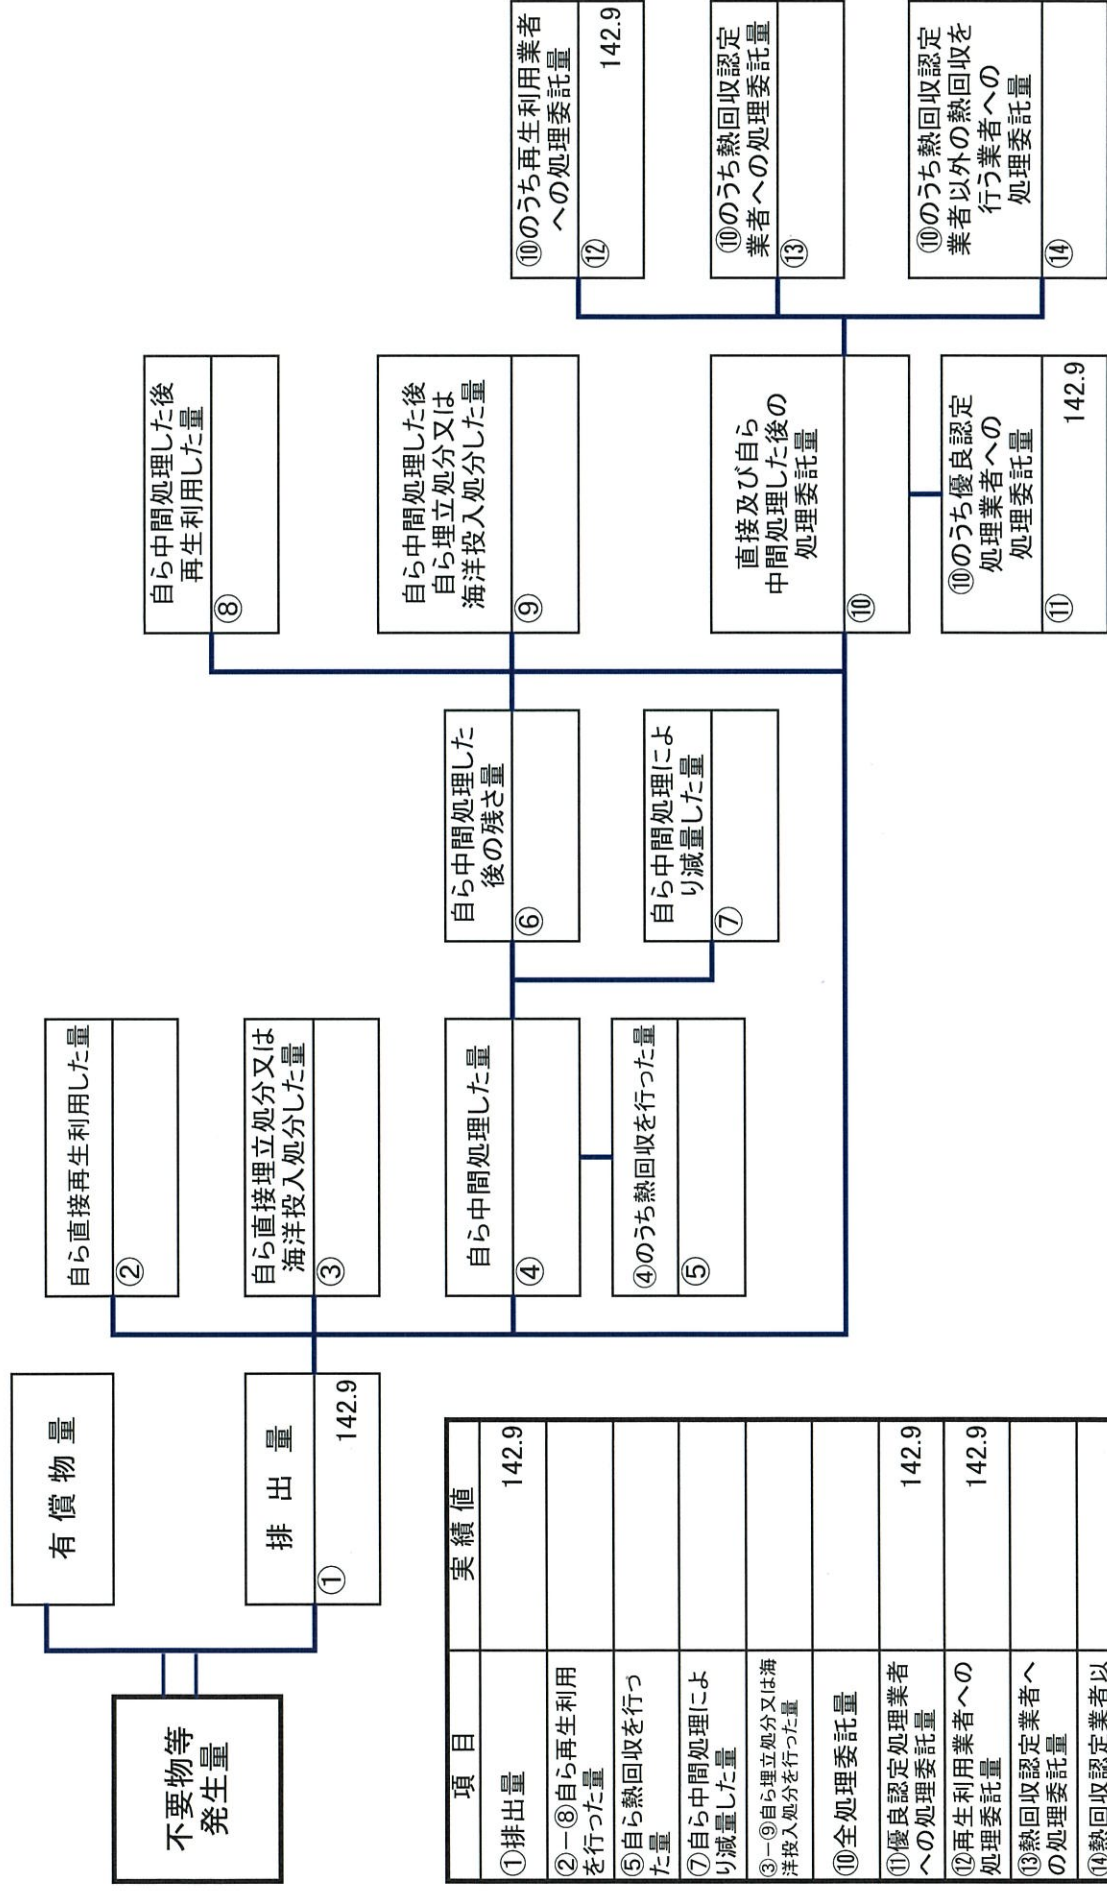 不要物等
発生量
有 償 物 量
排 出 量
①
142.9
自ら直接再生利用した量
②
自ら直接埋立処分又は
海洋投入処分した量
③
自ら中間処理した量
④
④のうち熱回収を行った量
⑤
自ら中間処理した
後の残さ量
⑥
自ら中間処理によ
り減量した量
⑦
自ら中間処理した後
再生利用した量
⑧
自ら中間処理した後
自ら埋立処分又は
海洋投入処分した量
⑨
直接及び自ら
中間処理した後の
処理委託量
⑩
⑩のうち優良認定
処理業者への
処理委託量
⑪
142.9
⑩のうち再生利用業者
への処理委託量
⑫
142.9
⑩のうち熱回収認定
業者への処理委託量
⑬
⑩のうち熱回収認定
業者以外の熱回収を
行う業者への
処理委託量
⑭
項 目
実 績 値
①排出量
142.9
②－⑧自ら再生利用
を行った量
⑤自ら熱回収を行っ
た量
⑦自ら中間処理によ
り減量した量
③－⑨自ら埋立処分又は海
洋投入処分を行った量
⑩全処理委託量
⑪優良認定処理業者
への処理委託量
142.9
⑫再生利用業者への
処理委託量
142.9
⑬熱回収認定業者へ
の処理委託量
⑭熱回収認定業者以